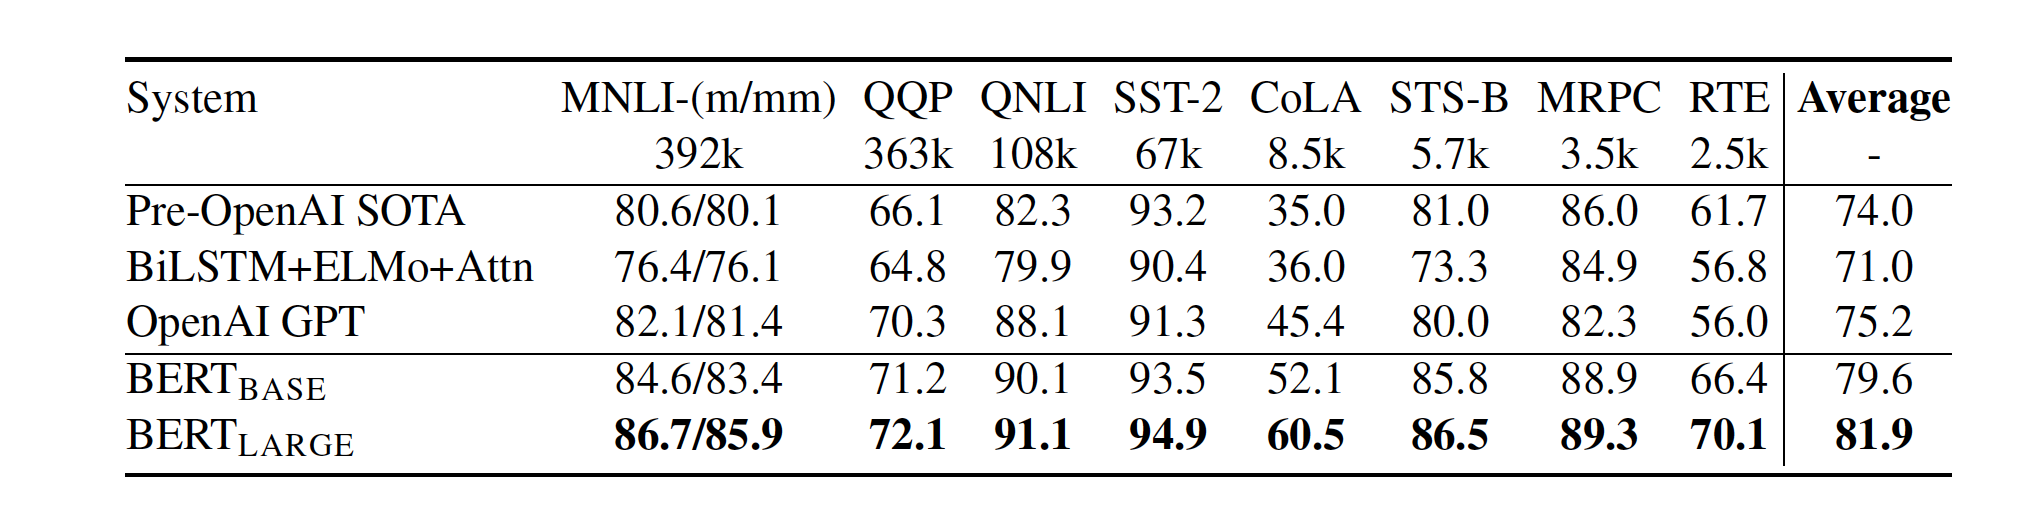 System MNLI-(m/mm) QQP QNLI SST-2 CoLA STS-B MRPC RTE Average
392k 363k 108k 67k 8.5k 5.7k 3.5k 2.5k -
Pre-OpenAI SOTA 80.6/80.1 66.1 82.3 93.2 35.0 81.0 86.0 61.7 74.0
BiLSTM+ELMo+Attn 76.4/76.1 64.8 79.9 90.4 36.0 73.3 84.9 56.8 71.0
OpenAI GPT 82.1/81.4 70.3 88.1 91.3 45.4 80.0 82.3 56.0 75.2
BERTBASE 84.6/83.4 71.2 90.1 93.5 52.1 85.8 88.9 66.4 79.6
BERTLARGE 86.7/85.9 72.1 91.1 94.9 60.5 86.5 89.3 70.1 81.9